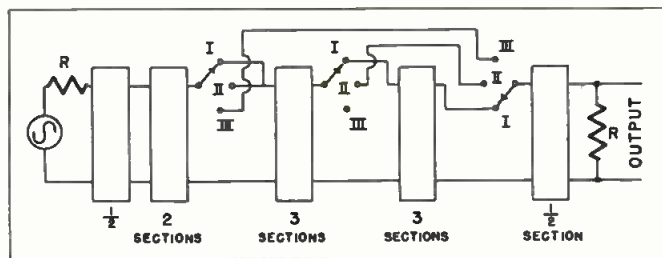 R
I
II
III
I
II
III
III
II
I
R
OUTPUT
1/2
2
SECTIONS
3
SECTIONS
3
SECTIONS
1/2
SECTION